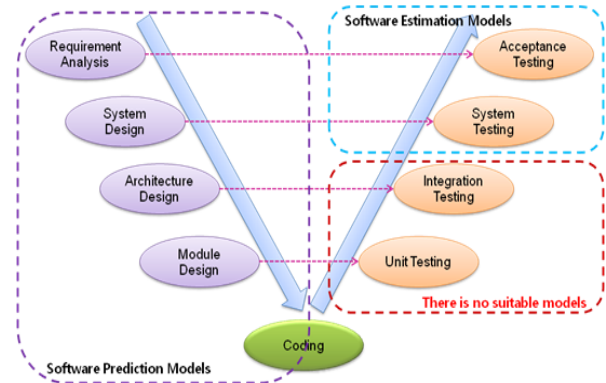 Software Estimation Models
Requirement
Analysis
Acceptance
Testing
System
Design
System
Testing
Architecture
Design
Integration
Testing
Module
Design
Unit Testing
There is no suitable models
Coding
Software Prediction Models